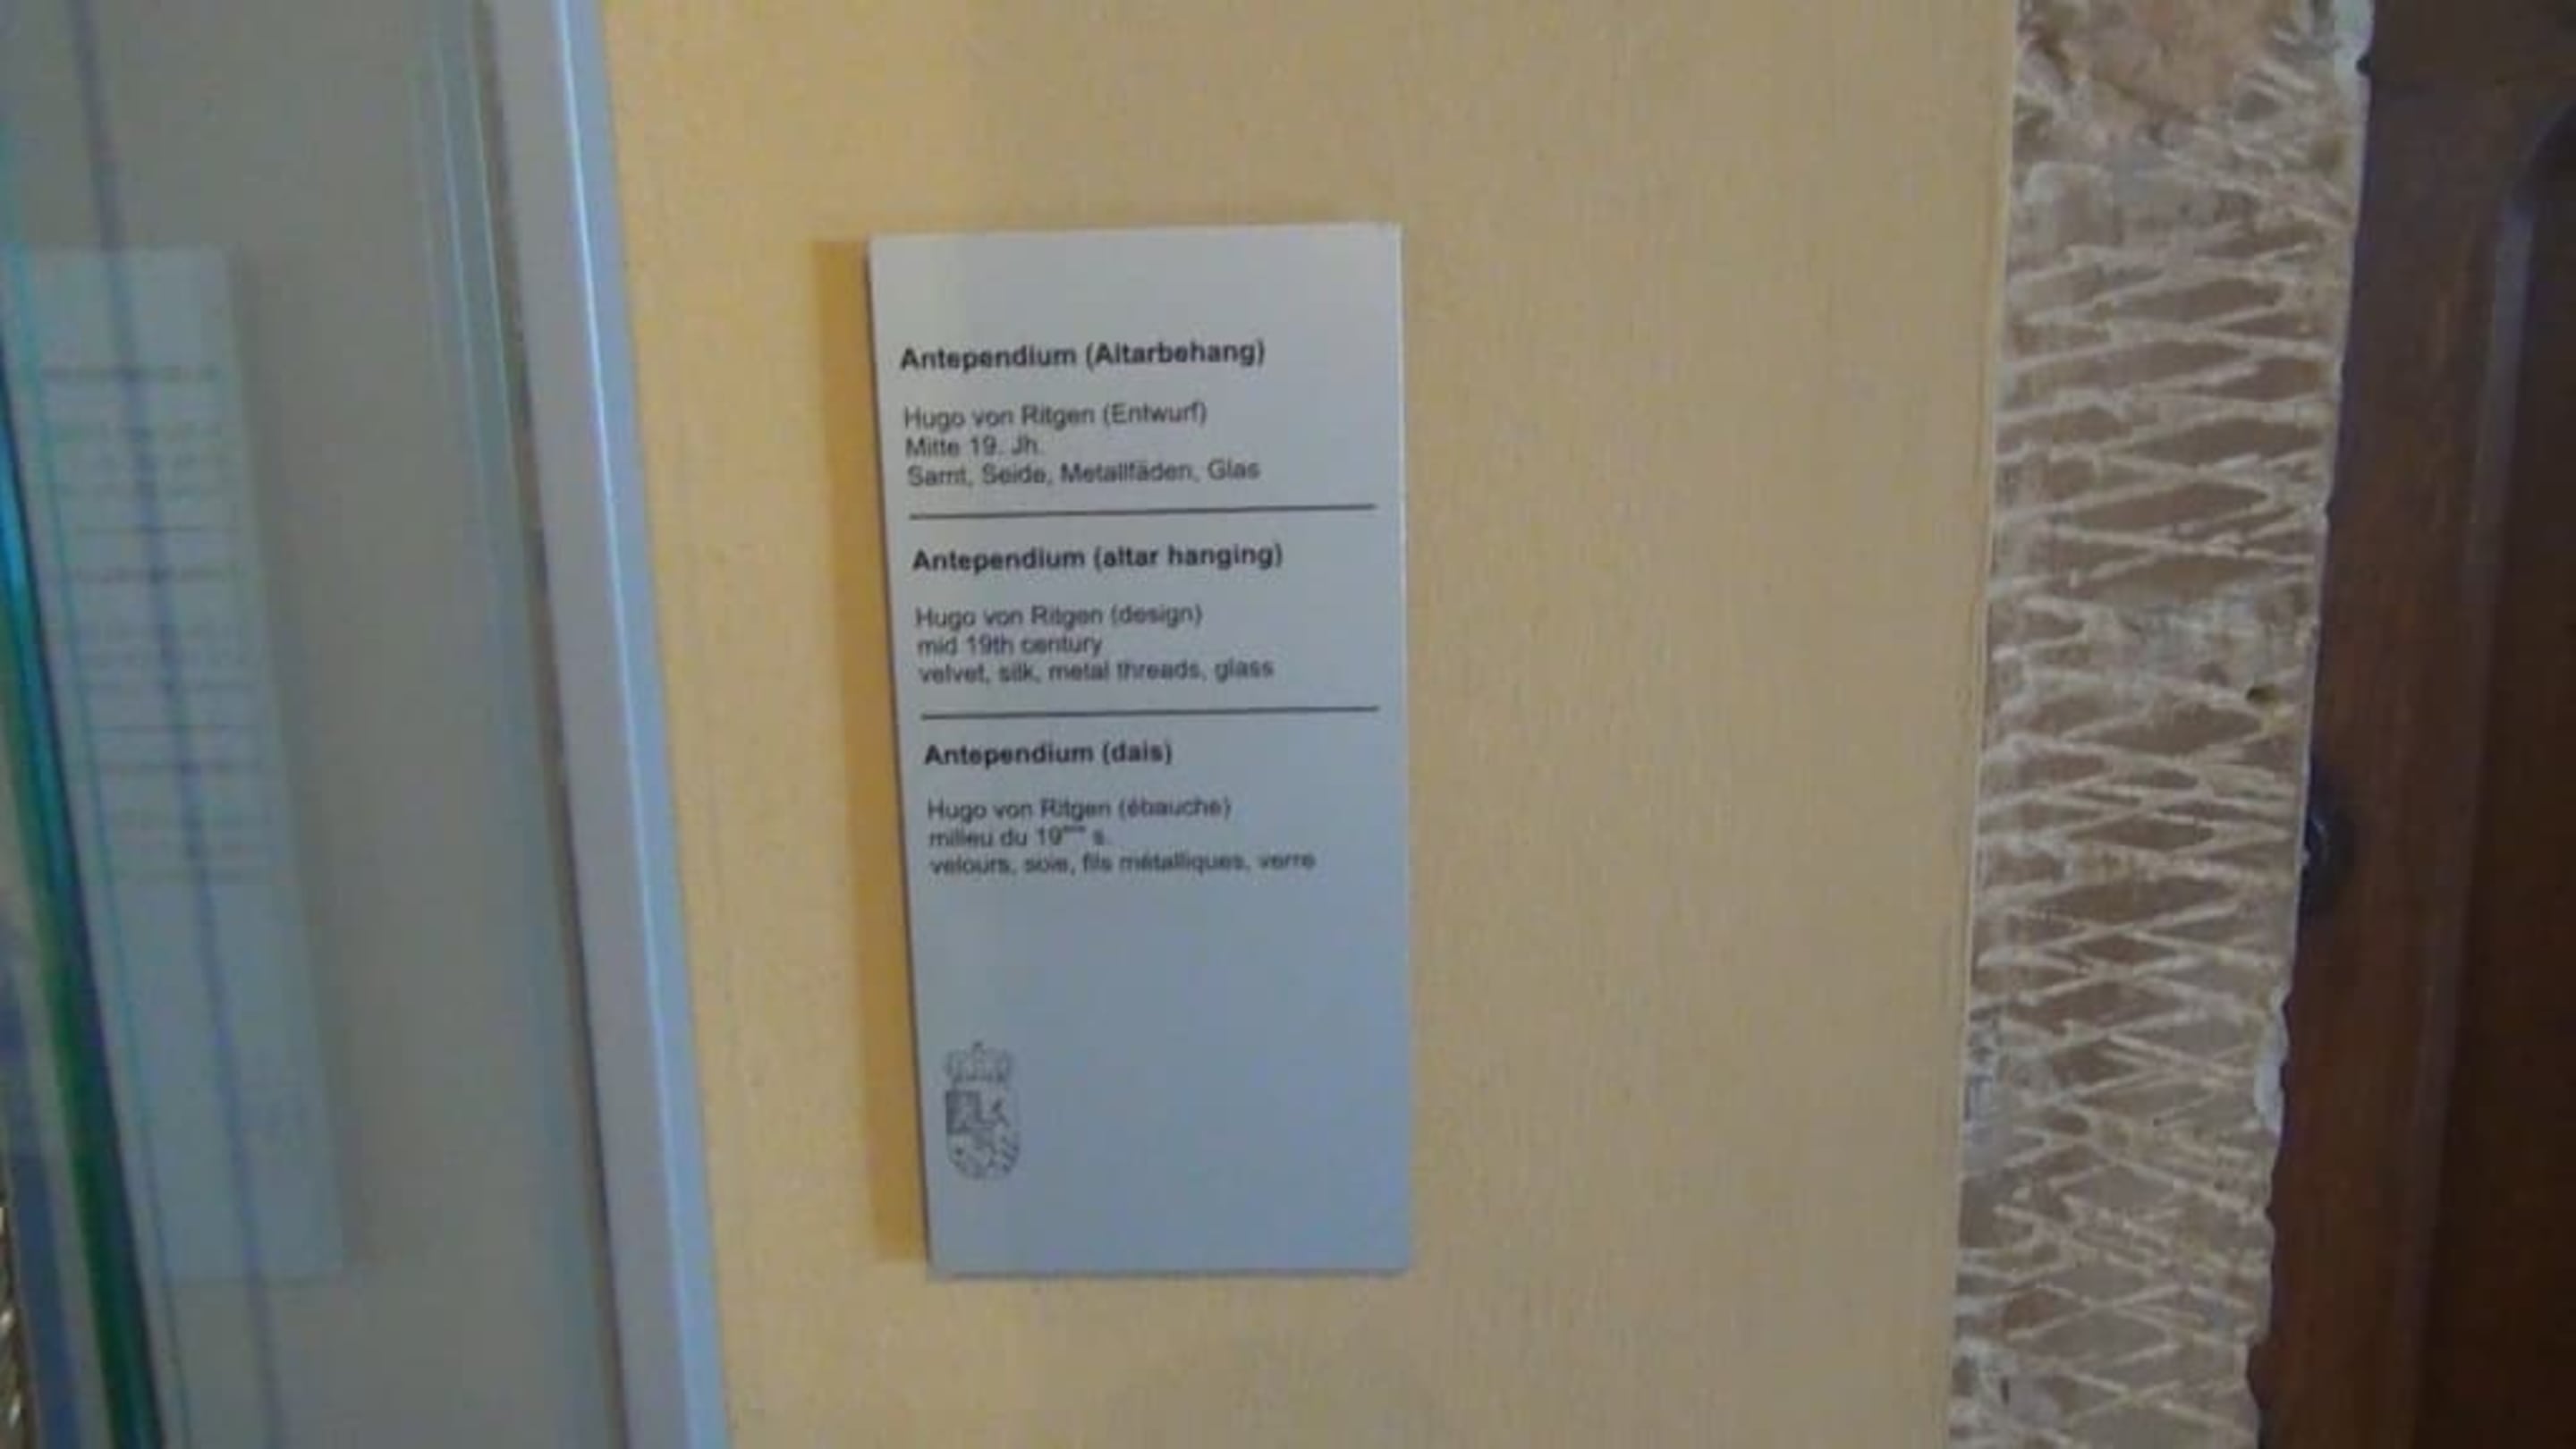 Antependium (Altarbehang)
Hugo von Ritgen (Entwurf)
Mitte 19. Jh.
Samt, Seide, Metallfäden, Glas
Antependium (altar hanging)
Hugo von Ritgen (design)
mid 19th century
velvet, silk, metal threads, glass
Antependium (dais)
Hugo von Ritgen (ébauche)
milieu du 19ème s.
velours, soie, fils métalliques, verre